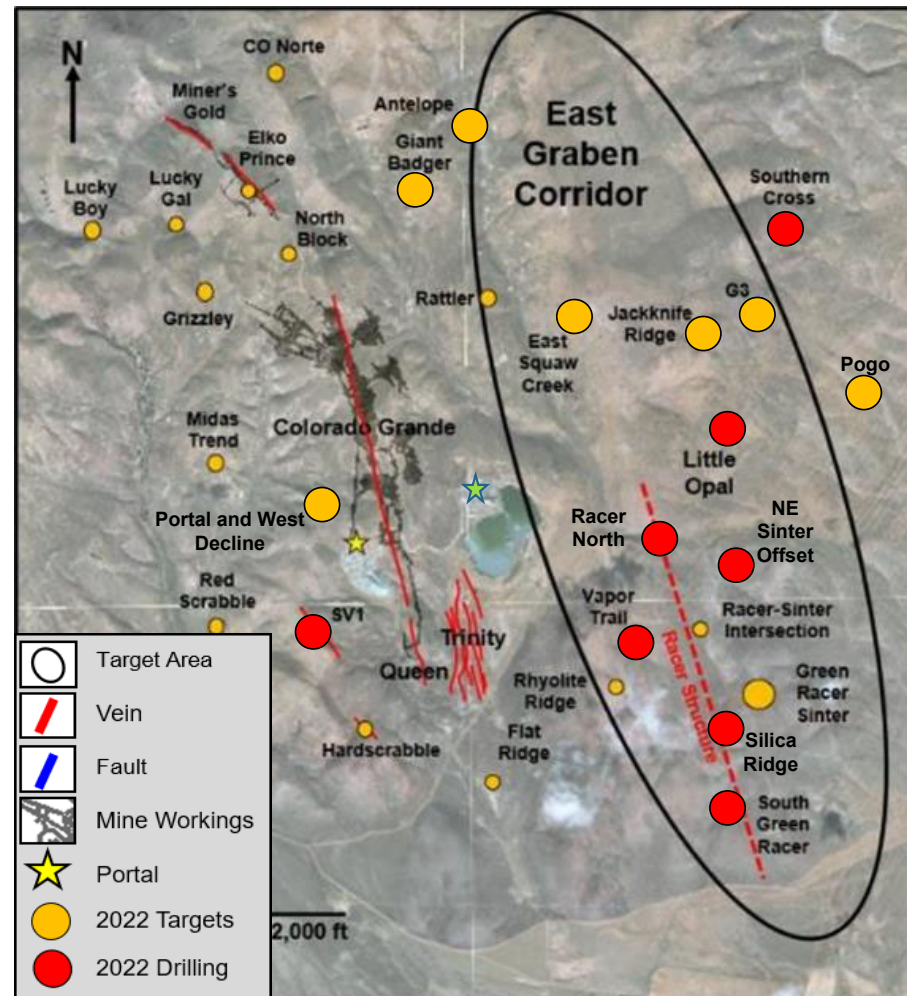 N
CO Norte
Miner's
Gold
Elko
Prince
Antelope
Giant
Badger
East
Graben
Corridor
Southern
Cross
Lucky
Boy
Lucky
Gal
North
Block
Grizzley
Rattler
East
Squaw
Creek
Jackknife
Ridge
G3
Pogo
Midas
Trend
Colorado Grande
Little
Opal
Portal and West
Decline
Racer
North
NE
Sinter
Offset
Red
Scrabble
SV1
Queen
Trinity
Vapor
Trail
Racer-Sinter
Intersection
Racer Structure
Rhyolite
Ridge
Green
Racer
Sinter
Hardscrabble
Flat
Ridge
Silica
Ridge
South
Green
Racer
Target Area
Vein
Fault
Mine Workings
Portal
2022 Targets
2022 Drilling
2,000 ft